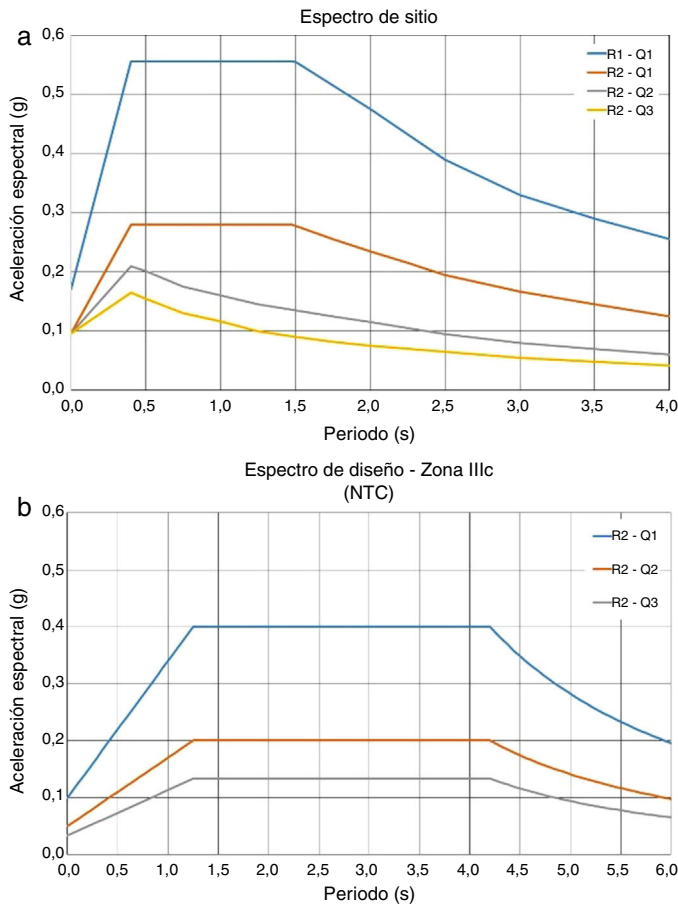 a
Espectro de sitio
Aceleración espectral (g)
0,6
0,5
0,4
0,3
0,2
0,1
0,0
R1 - Q1
R2 - Q1
R2 - Q2
R2 - Q3
0,0 0,5 1,0 1,5 2,0 2,5 3,0 3,5 4,0
Periodo (s)
b
Espectro de diseño - Zona IIIc
(NTC)
Aceleración espectral (g)
0,6
0,5
0,4
0,3
0,2
0,1
0,0
R2 - Q1
R2 - Q2
R2 - Q3
0,0 0,5 1,0 1,5 2,0 2,5 3,0 3,5 4,0 4,5 5,0 5,5 6,0
Periodo (s)